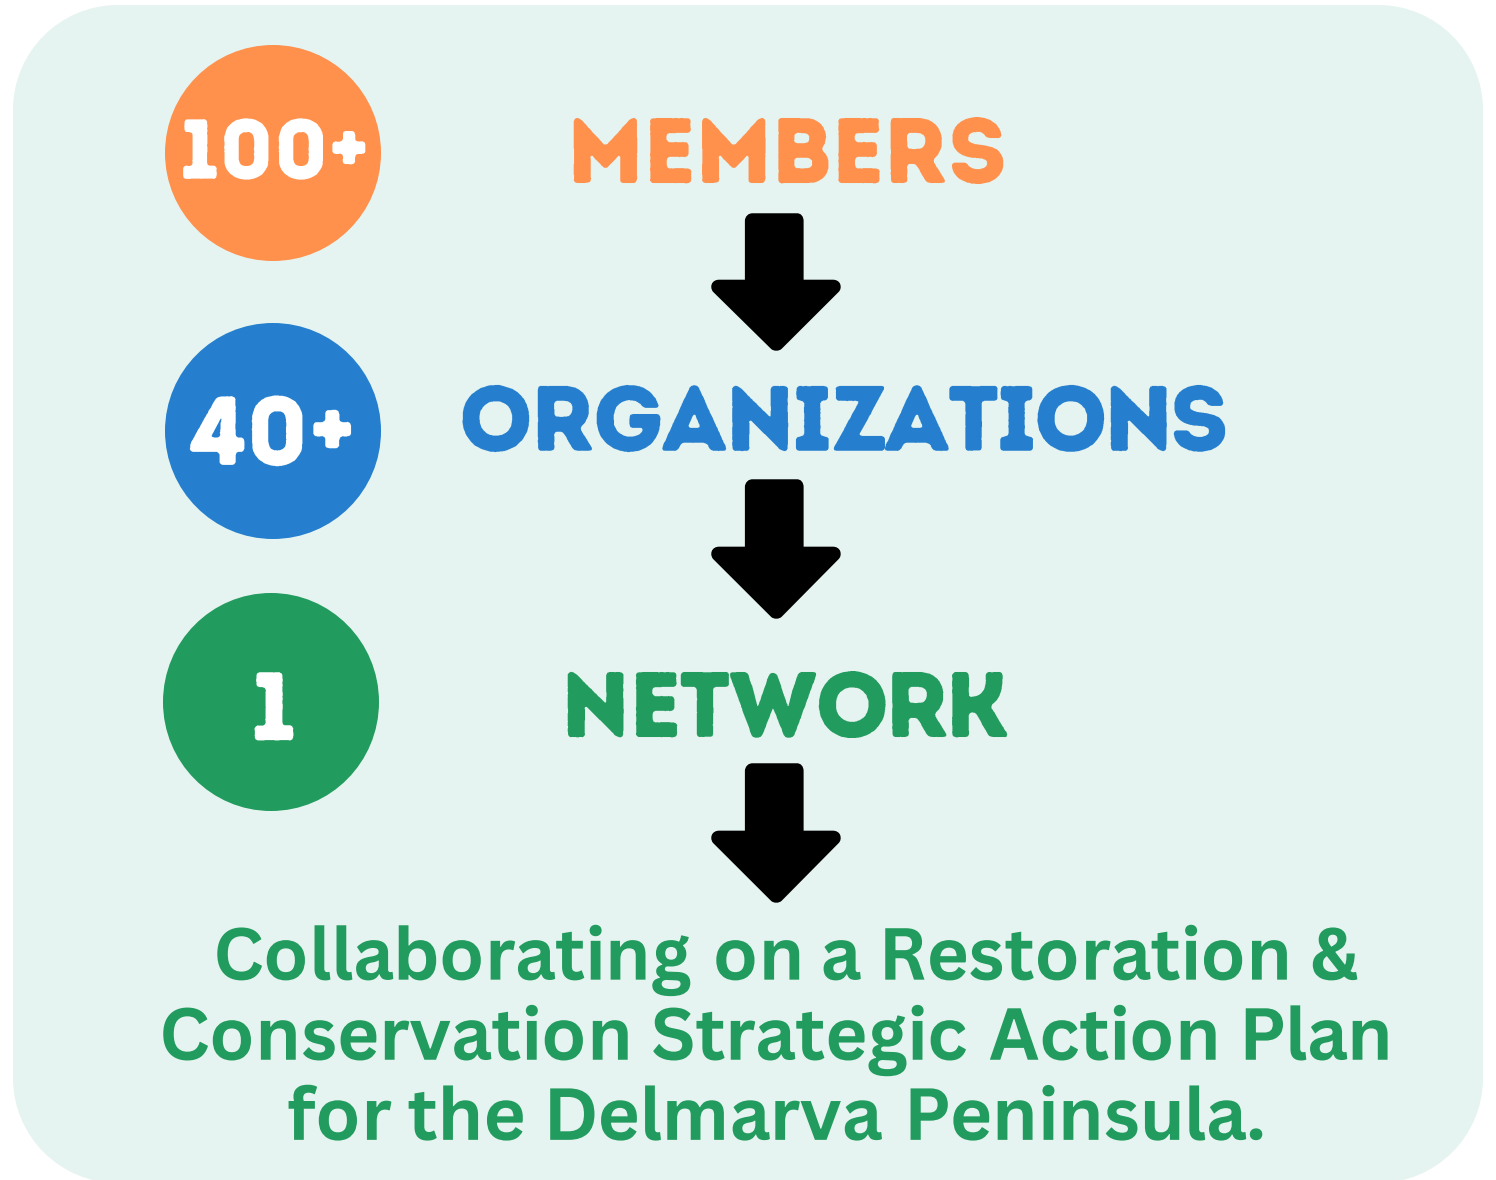 100+ MEMBERS
40+ ORGANIZATIONS
1 NETWORK
Collaborating on a Restoration &
Conservation Strategic Action Plan
for the Delmarva Peninsula.